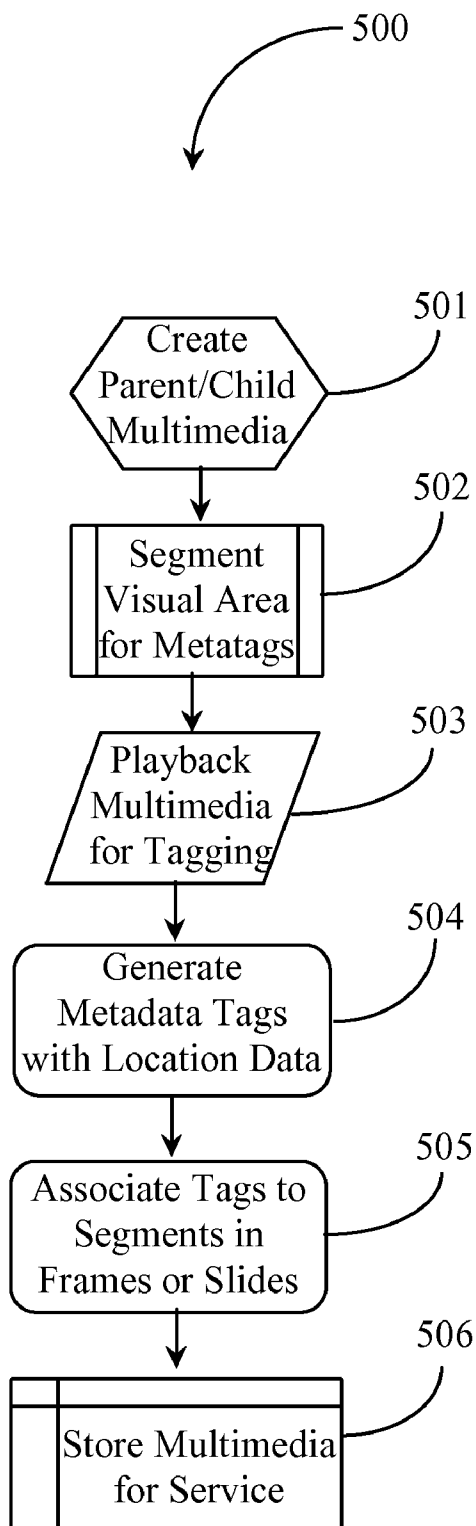 500
501
Create
Parent/Child
Multimedia
502
Segment
Visual Area
for Metatags
503
Playback
Multimedia
for Tagging
504
Generate
Metadata Tags
with Location Data
505
Associate Tags to
Segments in
Frames or Slides
506
Store Multimedia
for Service